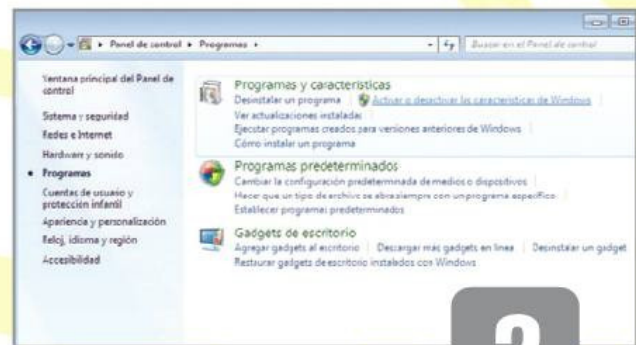 Panel de control ▸ Programas ▸
Buscar en el Panel de control
Ventana principal del Panel de
control
Sistema y seguridad
Redes e Internet
Hardware y sonido
Programas
Cuentas de usuario y
protección infantil
Apariencia y personalización
Reloj, idioma y región
Accesibilidad
Programas y características
Desinstalar un programa | Activar o desactivar las características de Windows
Ver actualizaciones instaladas
Ejecutar programas creados para versiones anteriores de Windows
Cómo instalar un programa
Programas predeterminados
Cambiar la configuración predeterminada de medios o dispositivos
Hacer que un tipo de archivo se abra siempre con un programa específico
Establecer programas predeterminados
Gadgets de escritorio
Agregar gadgets al escritorio | Descargar más gadgets en línea | Desinstalar un gadget
Restaurar gadgets de escritorio instalados con Windows